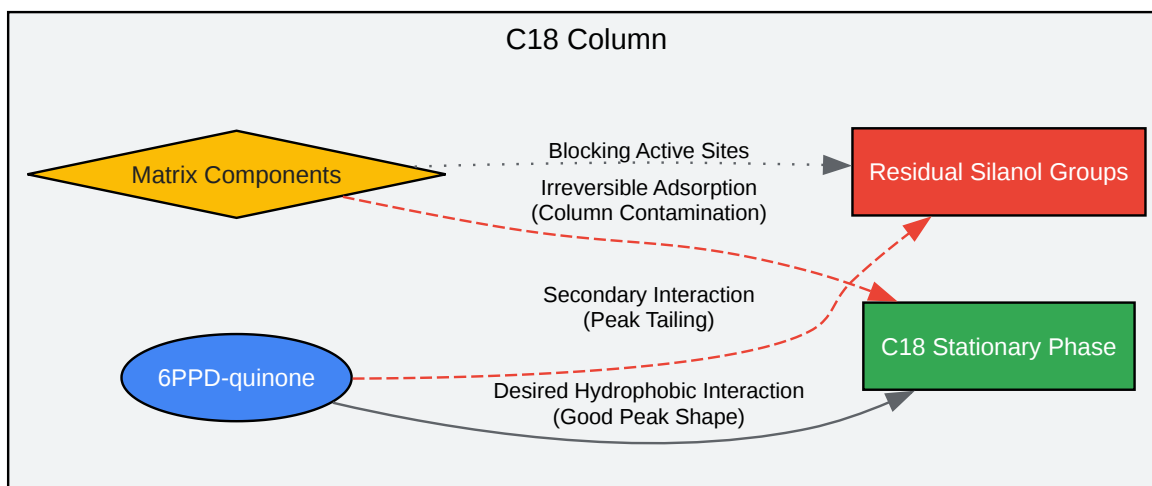 C18 Column
Matrix Components
Blocking Active Sites
Residual Silanol Groups
Irreversible Adsorption
(Column Contamination)
Secondary Interaction
(Peak Tailing)
C18 Stationary Phase
6PPD-quinone
Desired Hydrophobic Interaction
(Good Peak Shape)